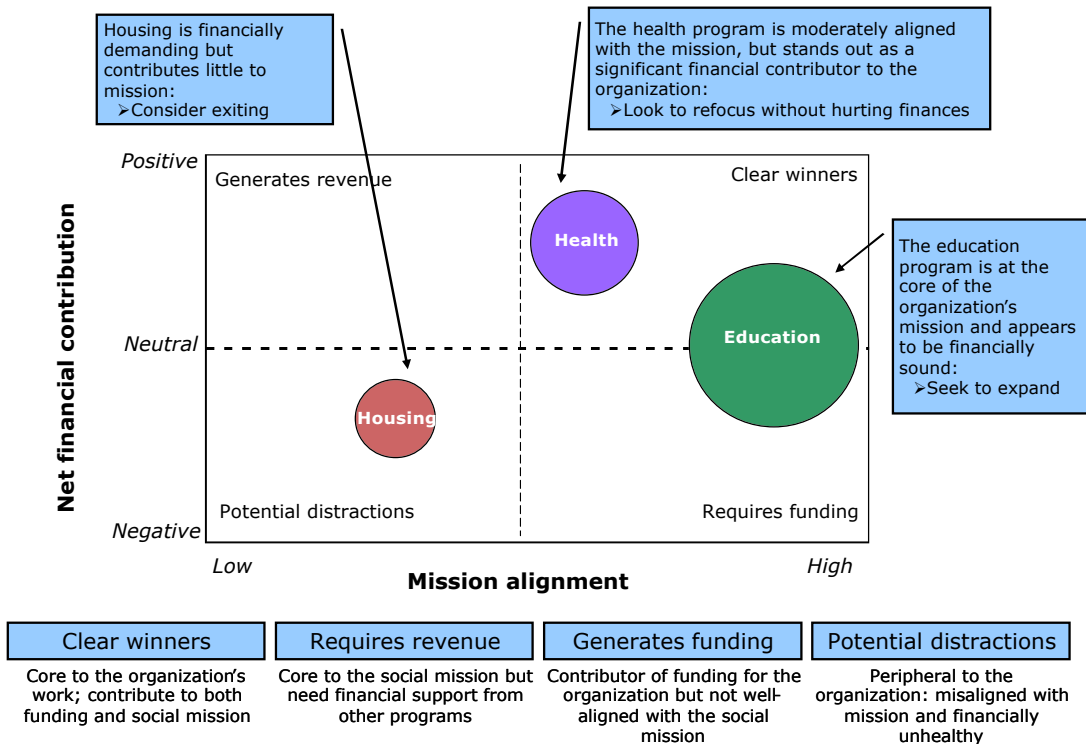 Housing is financially
demanding but
contributes little to
mission:
➢Consider exiting
The health program is moderately aligned
with the mission, but stands out as a
significant financial contributor to the
organization:
➢Look to refocus without hurting finances
Positive
Generates revenue
Clear winners
Health
The education
program is at the
core of the
organization’s
mission and appears
to be financially
sound:
➢Seek to expand
Net financial contribution
Neutral
Education
Housing
Potential distractions
Requires funding
Negative
Low
High
Mission alignment
Clear winners
Core to the organization’s
work; contribute to both
funding and social mission
Requires revenue
Core to the social mission but
need financial support from
other programs
Generates funding
Contributor of funding for the
organization but not well-
aligned with the social
mission
Potential distractions
Peripheral to the
organization: misaligned with
mission and financially
unhealthy